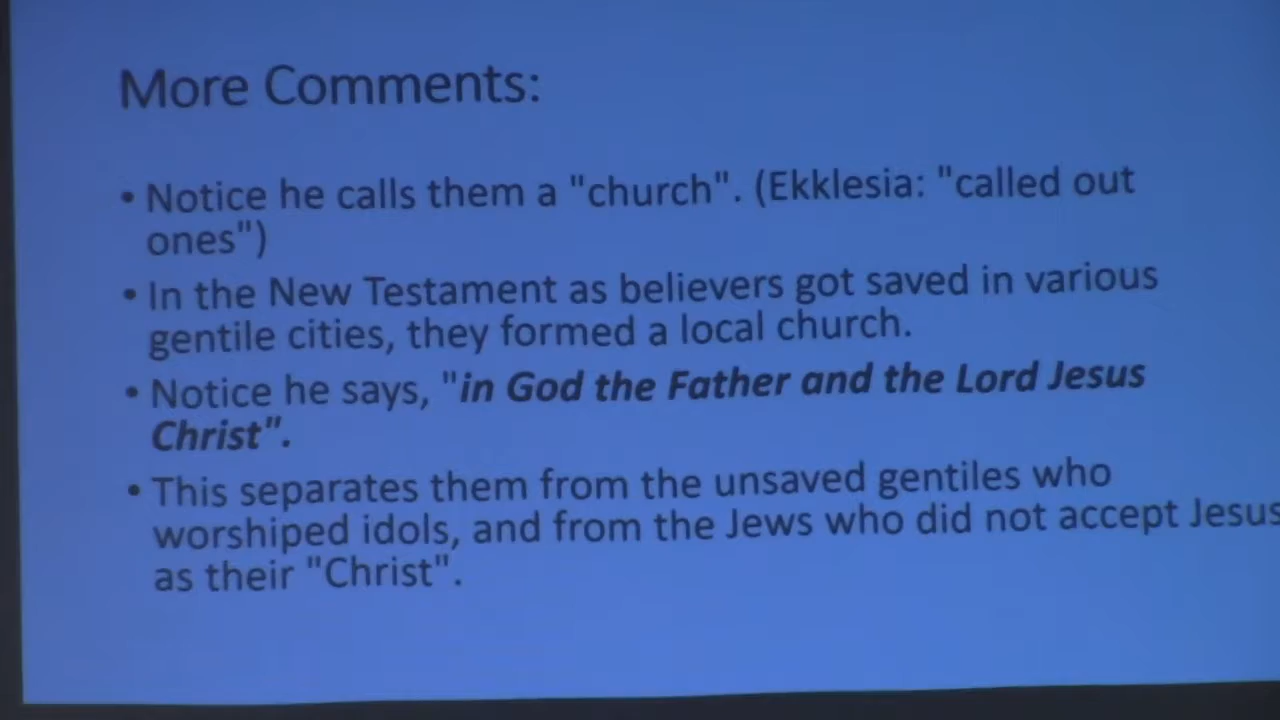 More Comments:
• Notice he calls them a "church". (Ekklesia: "called out
ones")
• In the New Testament as believers got saved in various
gentile cities, they formed a local church.
• Notice he says, "in God the Father and the Lord Jesus
Christ".
• This separates them from the unsaved gentiles who
worshiped idols, and from the Jews who did not accept Jesus
as their "Christ".